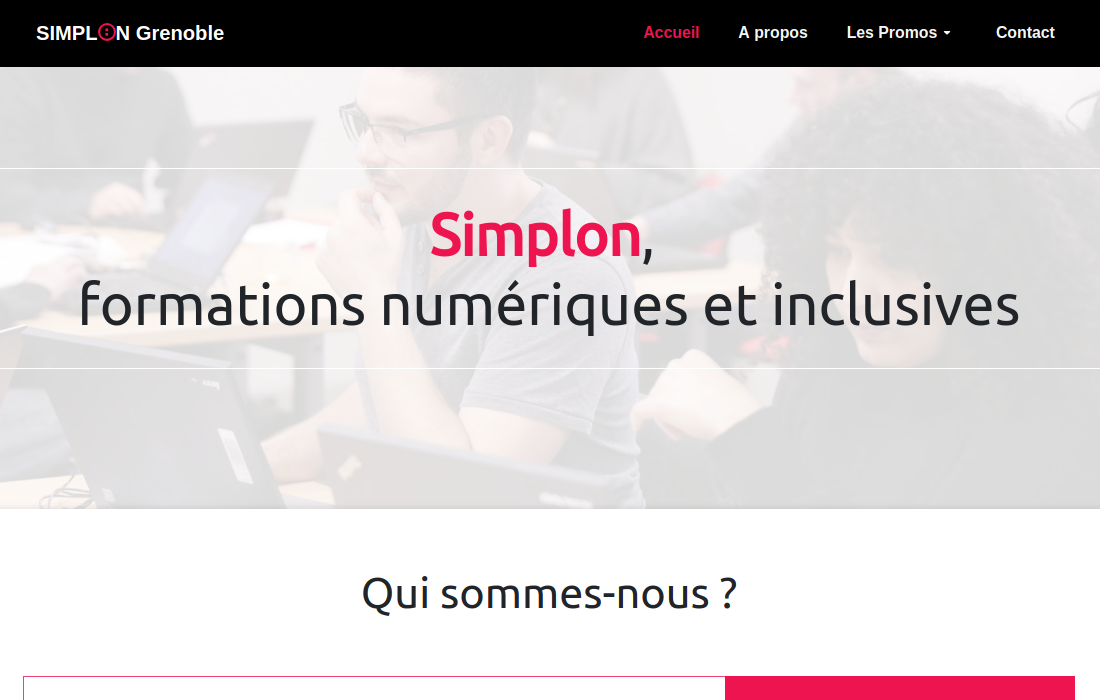 SIMPLON Grenoble
Accueil
A propos
Les Promos
Contact
Simplon,
formations numériques et inclusives
Qui sommes-nous ?